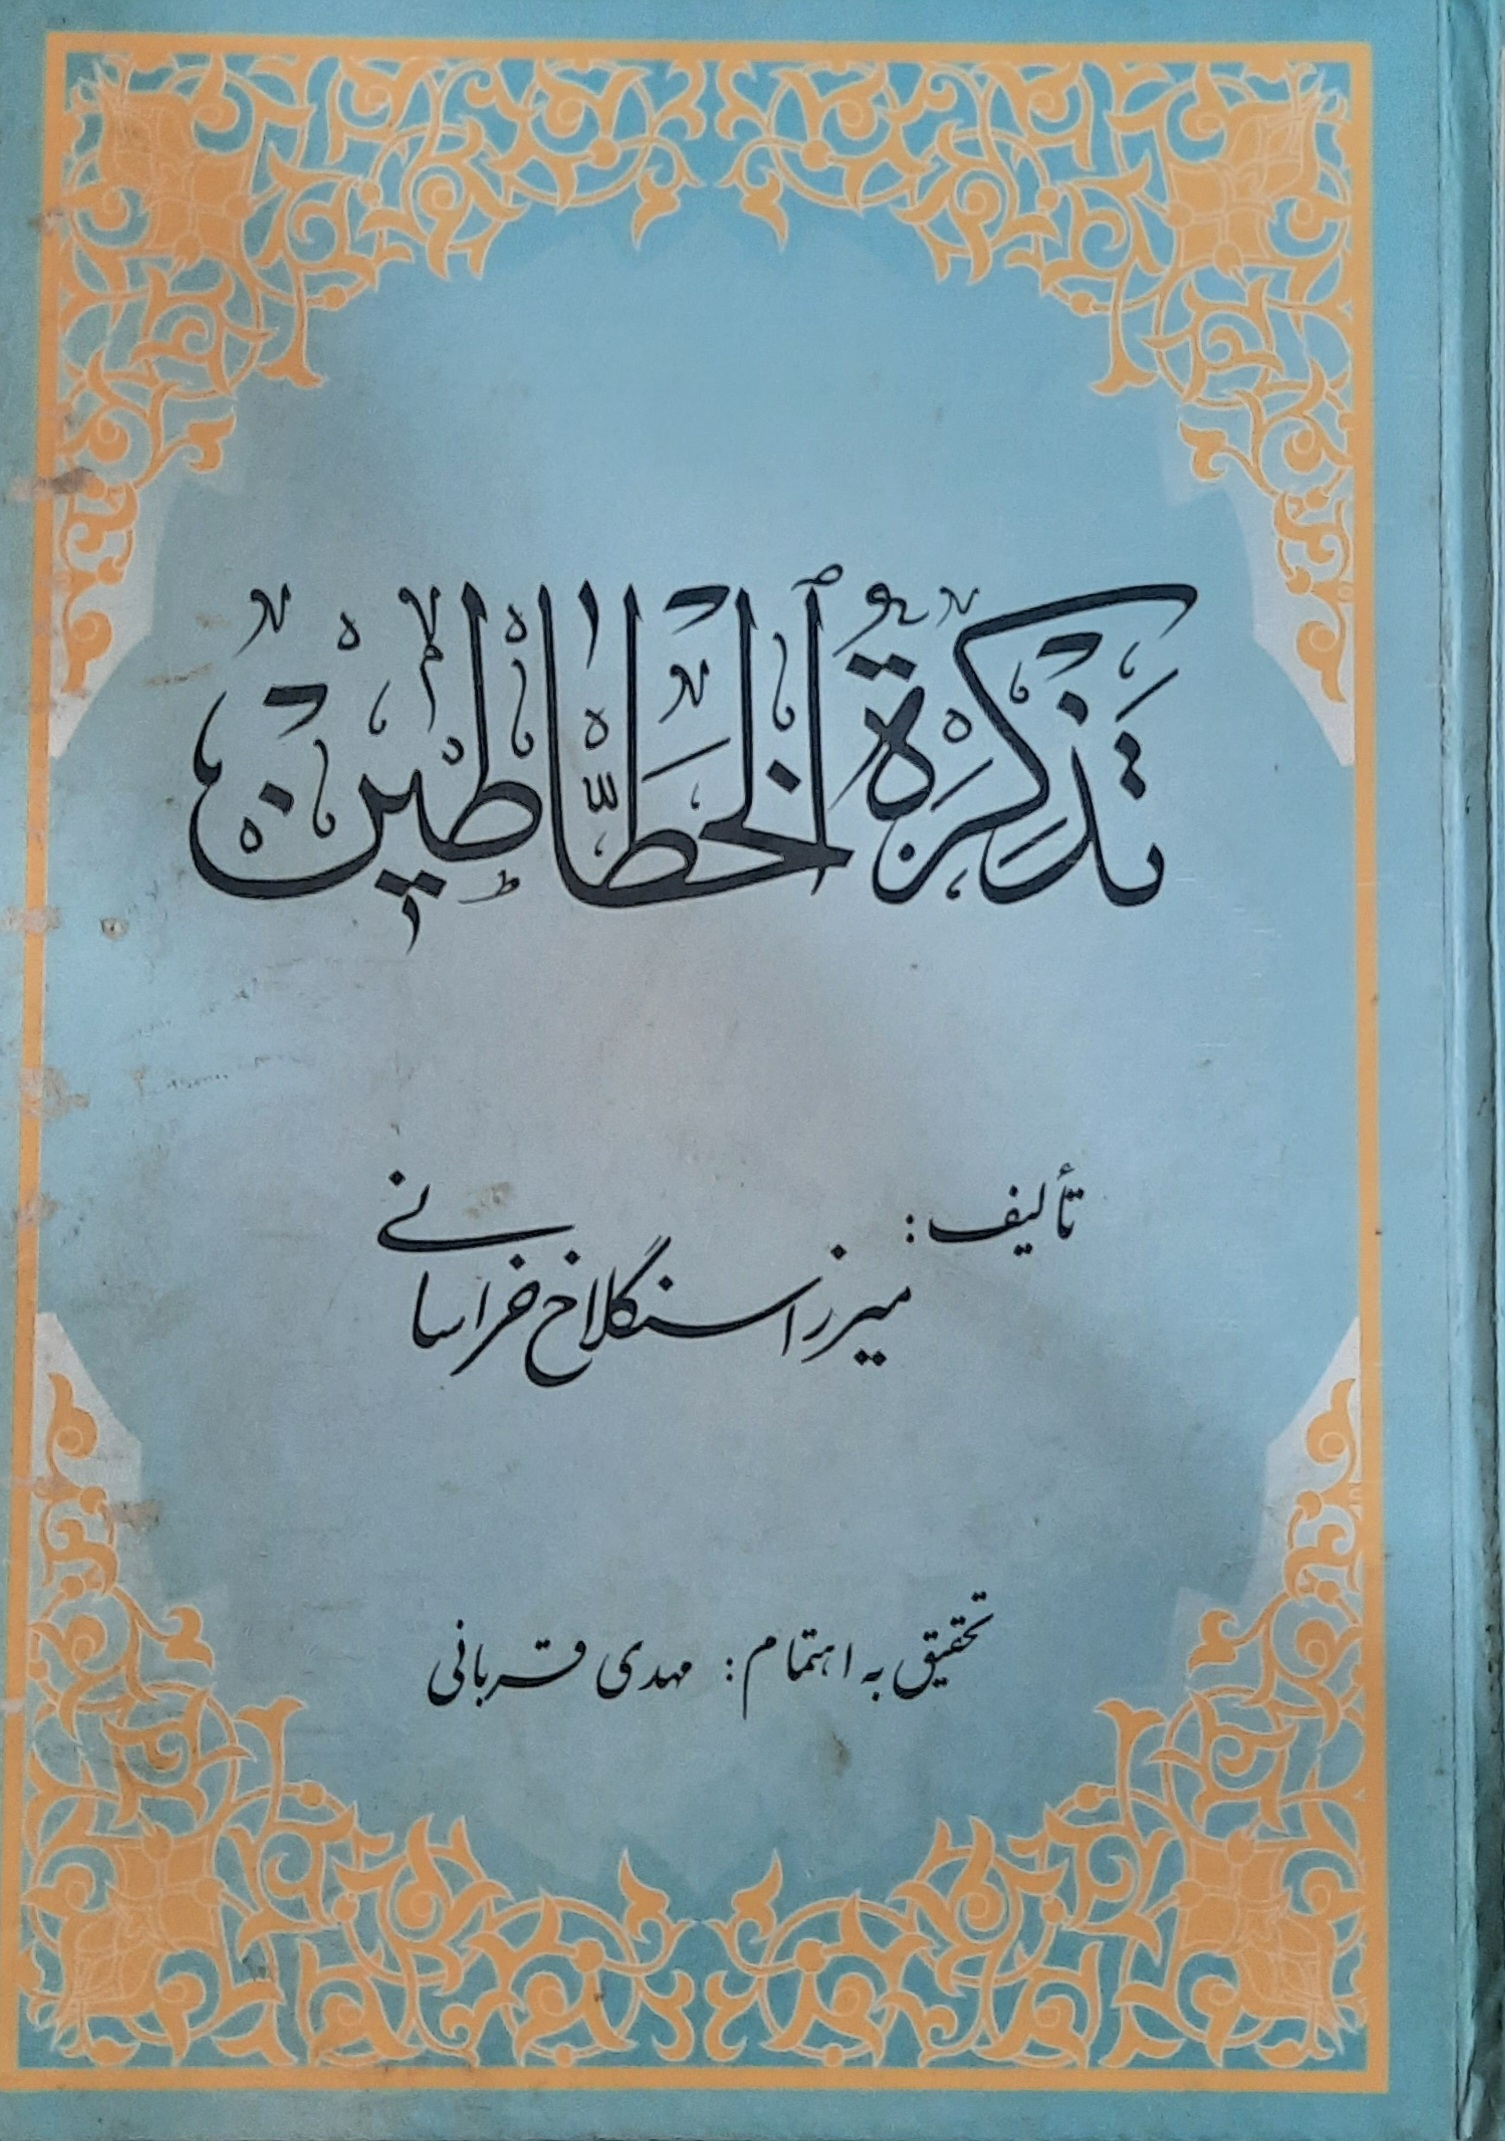 تذکرة الخطاطین
تألیف:
میرزا سنگلاخ خراسانی
تحقیق به اهتمام: مهدی قربانی